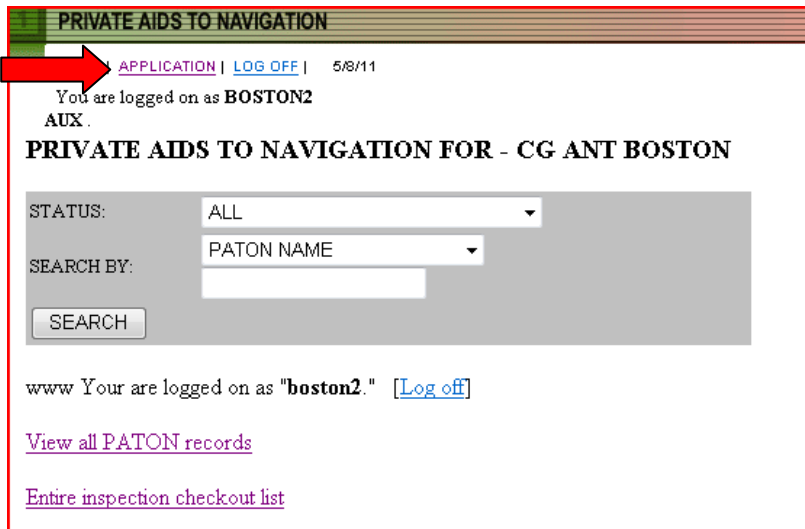 PRIVATE AIDS TO NAVIGATION
| APPLICATION | LOG OFF | 5/8/11
You are logged on as BOSTON2
AUX .
PRIVATE AIDS TO NAVIGATION FOR - CG ANT BOSTON
STATUS: ALL
PATON NAME
SEARCH BY:
SEARCH
www Your are logged on as "boston2." [Log off]
View all PATON records
Entire inspection checkout list